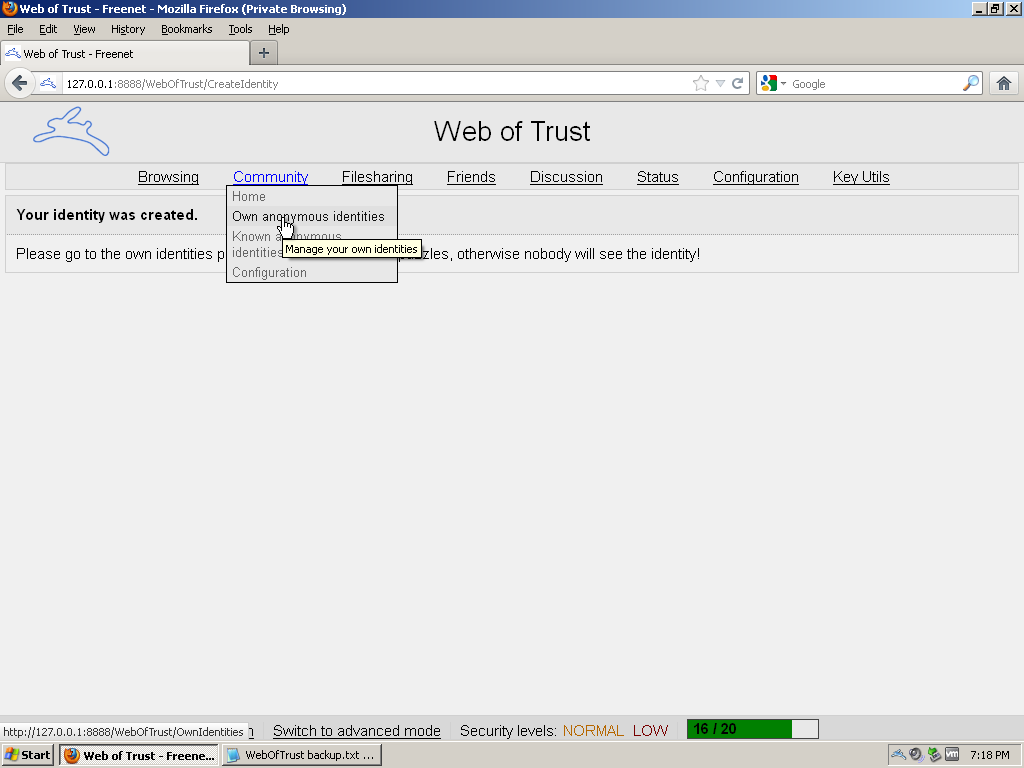 Web of Trust - Freenet - Mozilla Firefox (Private Browsing)
File Edit View History Bookmarks Tools Help
Web of Trust - Freenet
127.0.0.1:8888/WebOfTrust/CreateIdentity
Google
Web of Trust
Browsing Community Filesharing Friends Discussion Status Configuration Key Utils
Home
Your identity was created.
Own anonymous identities
Known anonymous
identities
Manage your own identities
Please go to the own identities otherwise nobody will see the identity!
Configuration
http://127.0.0.1:8888/WebOfTrust/OwnIdentities
Switch to advanced mode Security levels: NORMAL LOW 16 / 20
Start Web of Trust - Freene... WebOfTrust backup.txt ... 7:18 PM